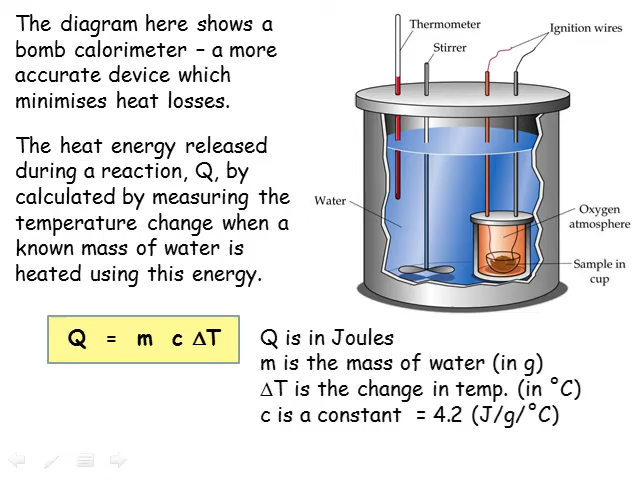 The diagram here shows a
bomb calorimeter – a more
accurate device which
minimises heat losses.
The heat energy released
during a reaction, Q, by
calculated by measuring the
temperature change when a
known mass of water is
heated using this energy.
Thermometer
Ignition wires
Stirrer
Water
Oxygen
atmosphere
Sample in
cup
Q = m c ΔT
Q is in Joules
m is the mass of water (in g)
ΔT is the change in temp. (in °C)
c is a constant = 4.2 (J/g/°C)